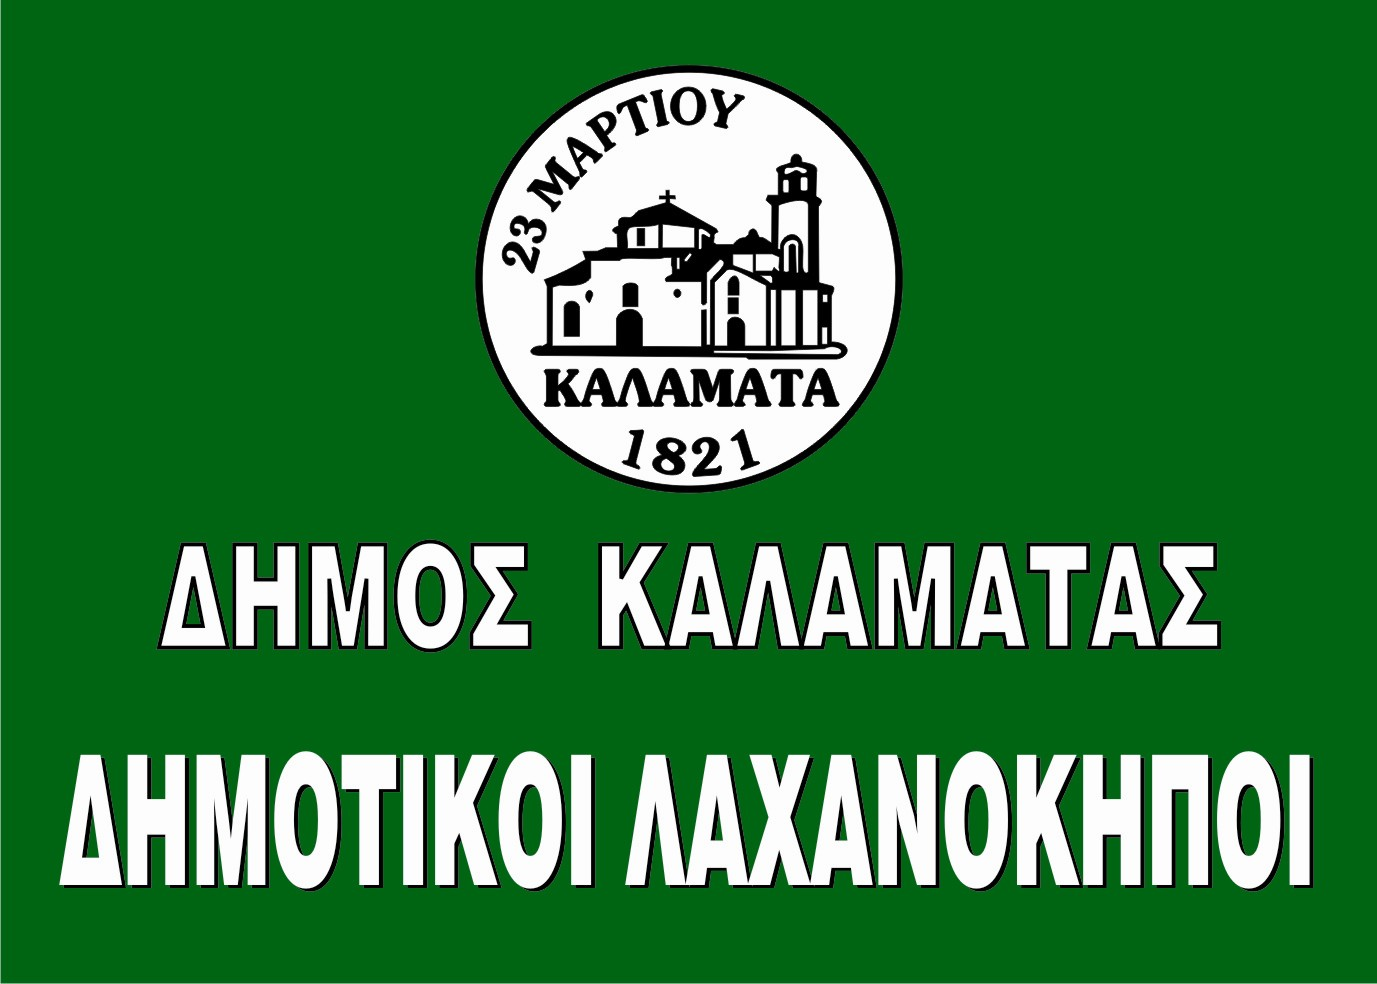 23 ΜΑΡΤΙΟΥ
ΚΑΛΑΜΑΤΑ
1821
ΔΗΜΟΣ ΚΑΛΑΜΑΤΑΣ
ΔΗΜΟΤΙΚΟΙ ΛΑΧΑΝΟΚΗΠΟΙ